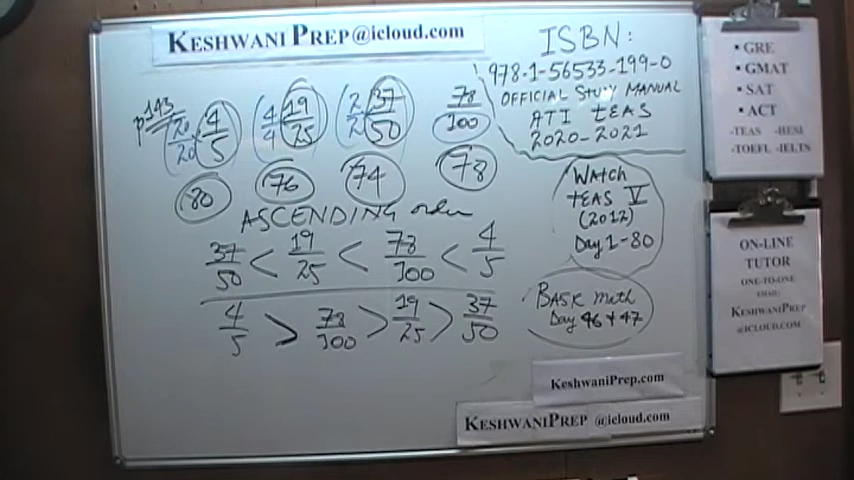 KESHWANI PREP@icloud.com
ISBN:
978-1-56533-199-0
OFFICIAL STUDY MANUAL
ATI TEAS
2020-2021
P143
20/20 4/5 (4/4 19/25) (2/2 37/50) 78/100
80 76 74 78
ASCENDING order
37/50 < 19/25 < 78/100 < 4/5
4/5 > 78/100 > 19/25 > 37/50
WATCH
TEAS V
(2012)
Day 1-80
BASIC Math
Day 46 + 47
KeshwaniPrep.com
KESHWANIPREP @icloud.com
• GRE
• GMAT
• SAT
• ACT
-TEAS -HESI
-TOEFL -IELTS
ON-LINE
TUTOR
ONE-TO-ONE
EMAIL:
KESHWANIPREP
@ICLOUD.COM